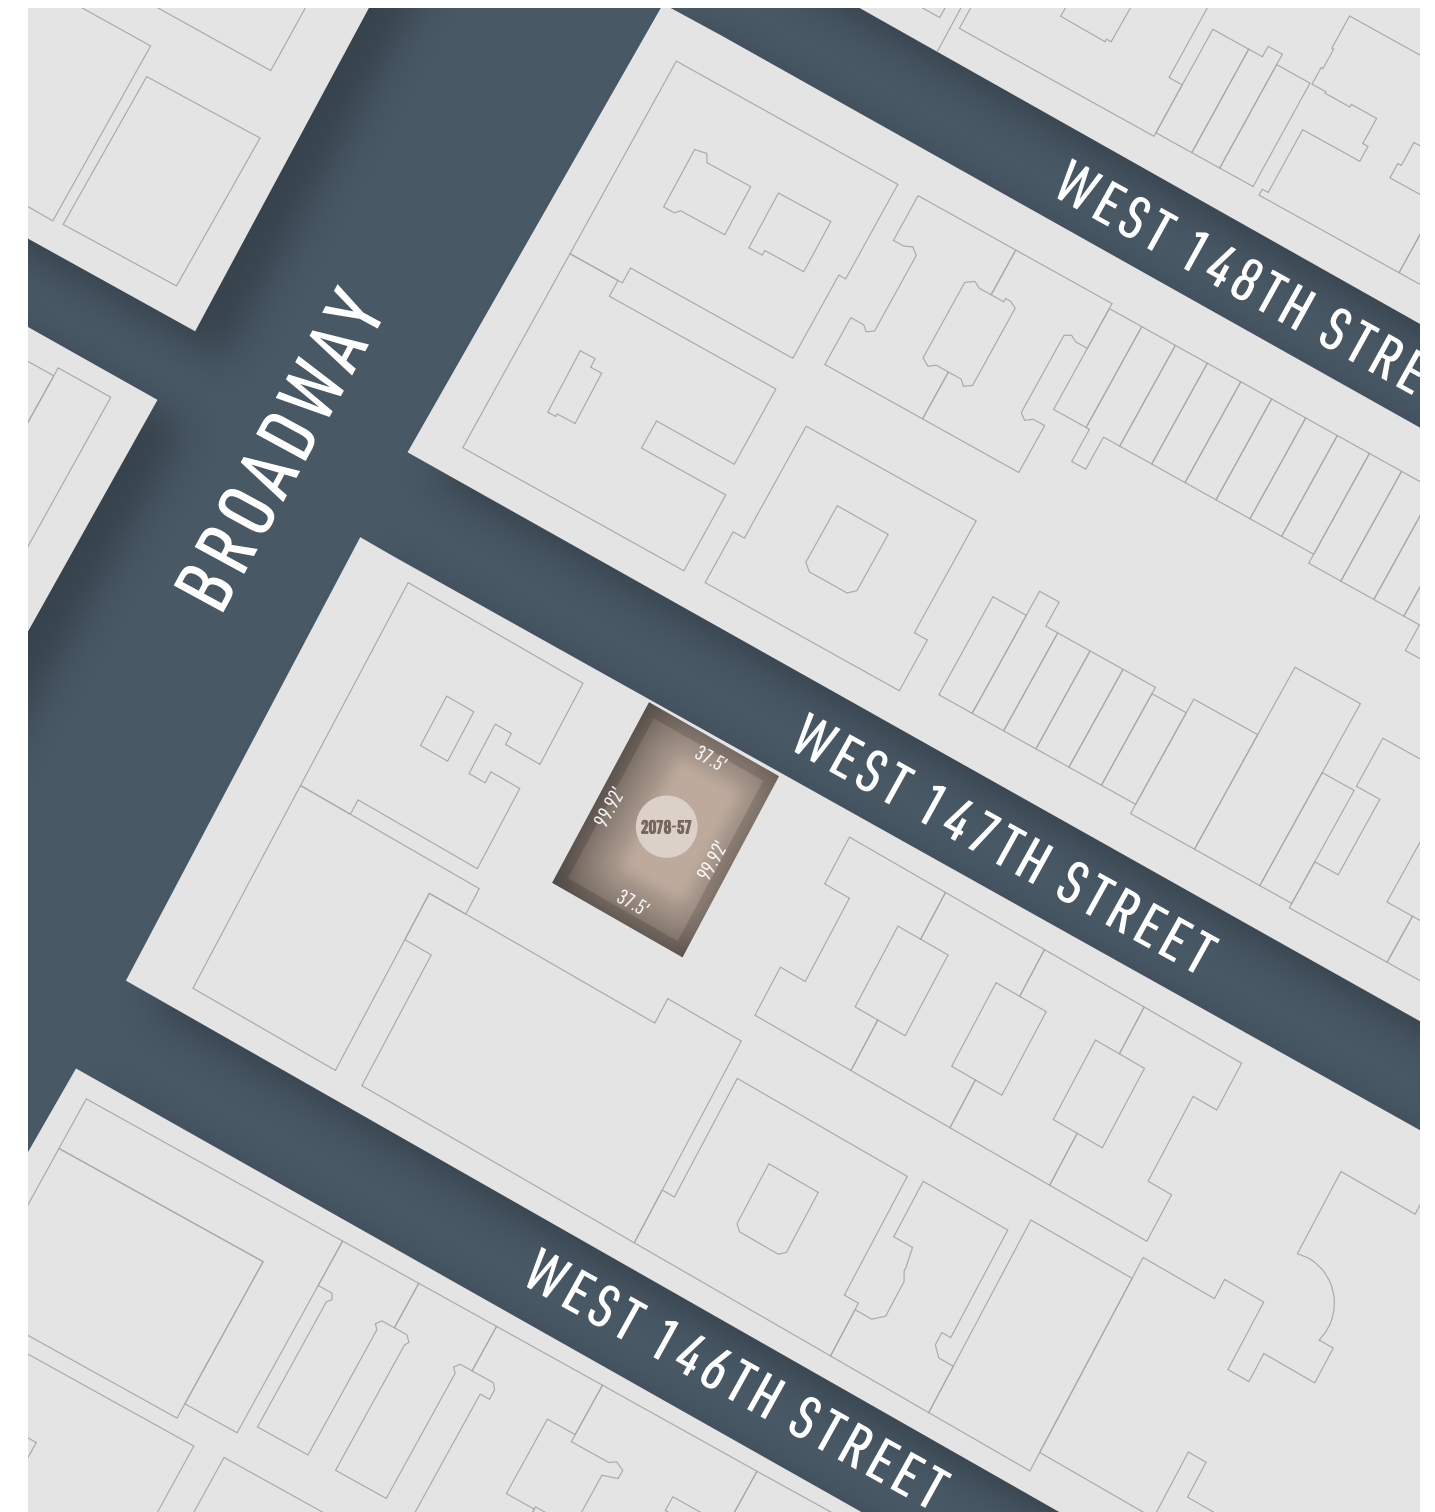 WEST 148TH STRE
BROADWAY
WEST 147TH STREET
37.5'
99.92'
2078-57
99.92'
37.5'
WEST 146TH STREET